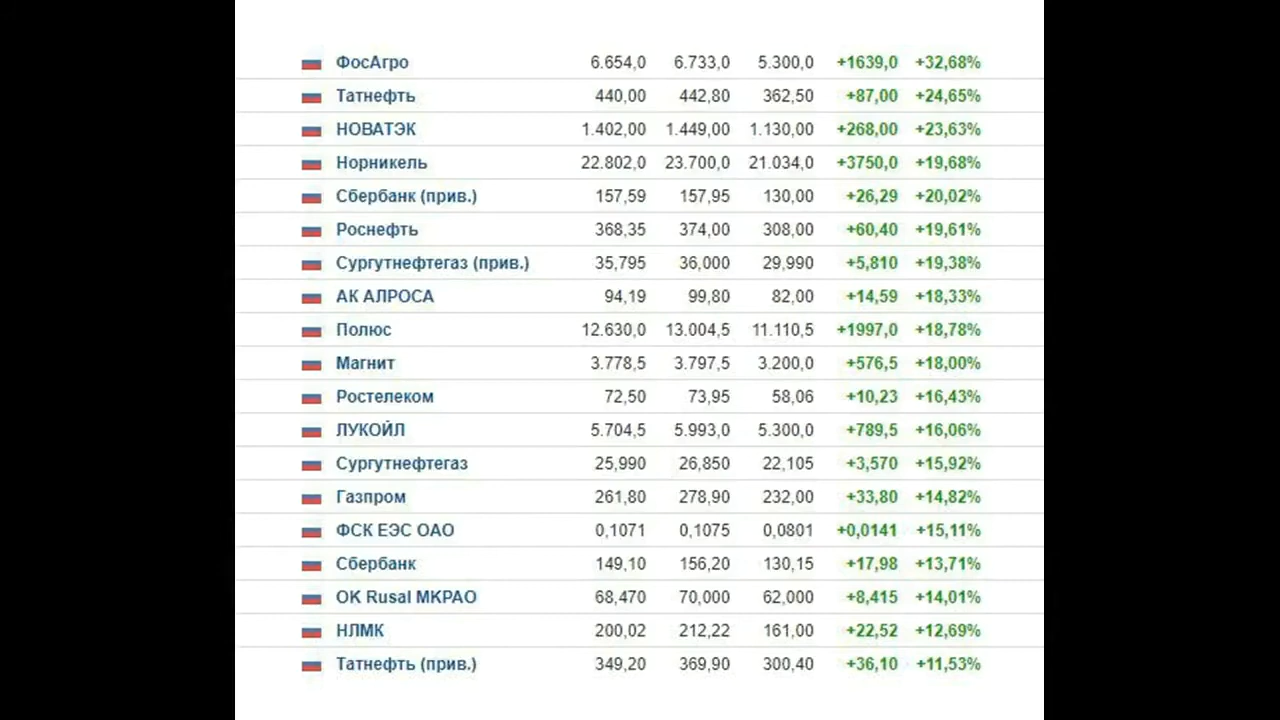 ФосАгро 6.654,0 6.733,0 5.300,0 +1639,0 +32,68%
Татнефть 440,00 442,80 362,50 +87,00 +24,65%
НОВАТЭК 1.402,00 1.449,00 1.130,00 +268,00 +23,63%
Норникель 22.802,0 23.700,0 21.034,0 +3750,0 +19,68%
Сбербанк (прив.) 157,59 157,95 130,00 +26,29 +20,02%
Роснефть 368,35 374,00 308,00 +60,40 +19,61%
Сургутнефтегаз (прив.) 35,795 36,000 29,990 +5,810 +19,38%
АК АЛРОСА 94,19 99,80 82,00 +14,59 +18,33%
Полюс 12.630,0 13.004,5 11.110,5 +1997,0 +18,78%
Магнит 3.778,5 3.797,5 3.200,0 +576,5 +18,00%
Ростелеком 72,50 73,95 58,06 +10,23 +16,43%
ЛУКОЙЛ 5.704,5 5.993,0 5.300,0 +789,5 +16,06%
Сургутнефтегаз 25,990 26,850 22,105 +3,570 +15,92%
Газпром 261,80 278,90 232,00 +33,80 +14,82%
ФСК ЕЭС ОАО 0,1071 0,1075 0,0801 +0,0141 +15,11%
Сбербанк 149,10 156,20 130,15 +17,98 +13,71%
OK Rusal МКПАО 68,470 70,000 62,000 +8,415 +14,01%
НЛМК 200,02 212,22 161,00 +22,52 +12,69%
Татнефть (прив.) 349,20 369,90 300,40 +36,10 +11,53%